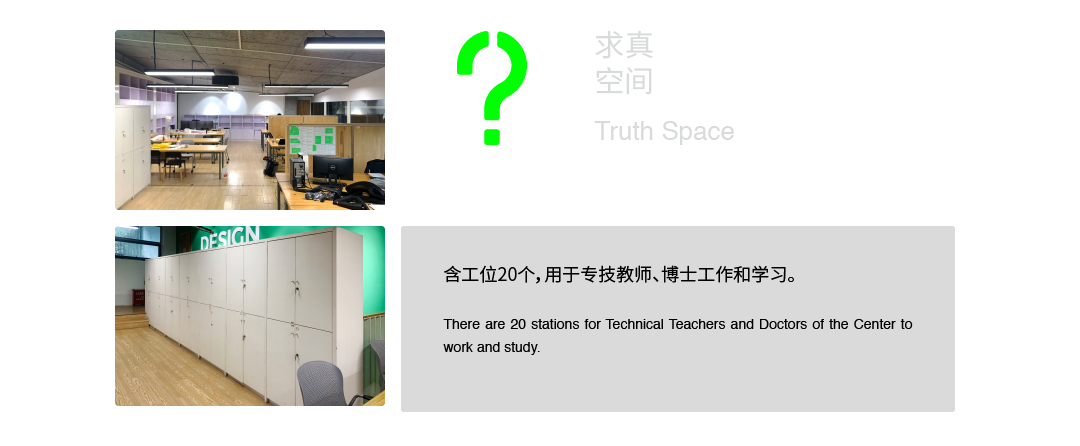 ?
求真
空间
Truth Space
DESIGN
含工位20个，用于专技教师、博士工作和学习。
There are 20 stations for Technical Teachers and Doctors of the Center to
work and study.